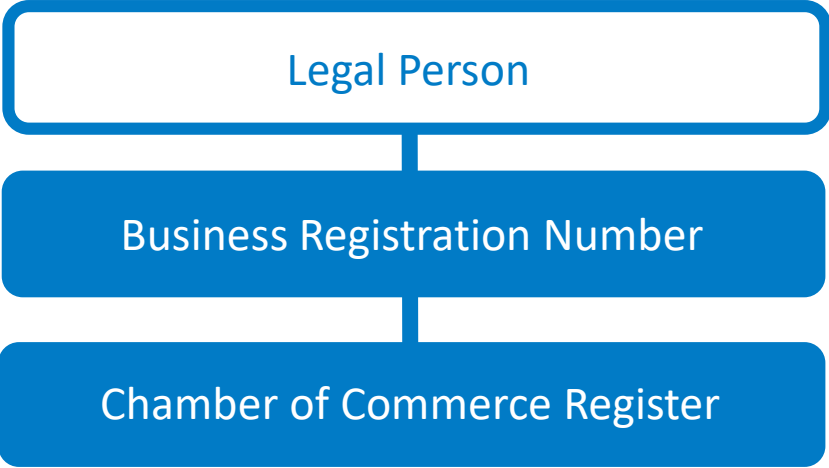 Legal Person
Business Registration Number
Chamber of Commerce Register